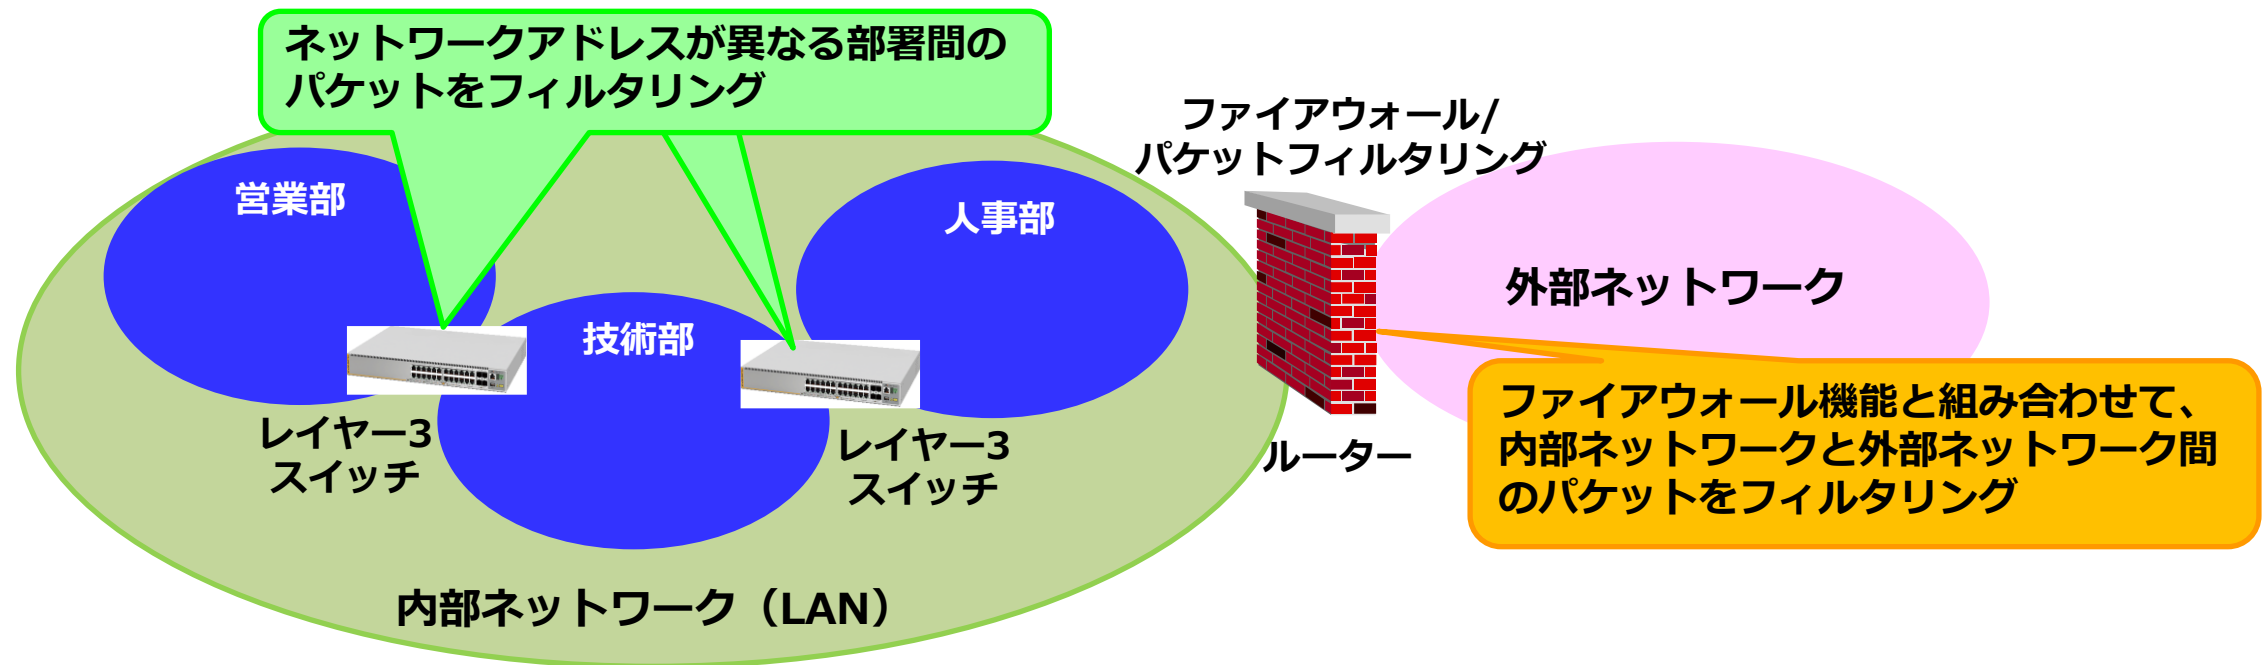 ネットワークアドレスが異なる部署間の
パケットをフィルタリング
ファイアウォール/
パケットフィルタリング
営業部
人事部
技術部
外部ネットワーク
レイヤー3
スイッチ
レイヤー3
スイッチ
ルーター
ファイアウォール機能と組み合わせて、
内部ネットワークと外部ネットワーク間
のパケットをフィルタリング
内部ネットワーク（LAN）